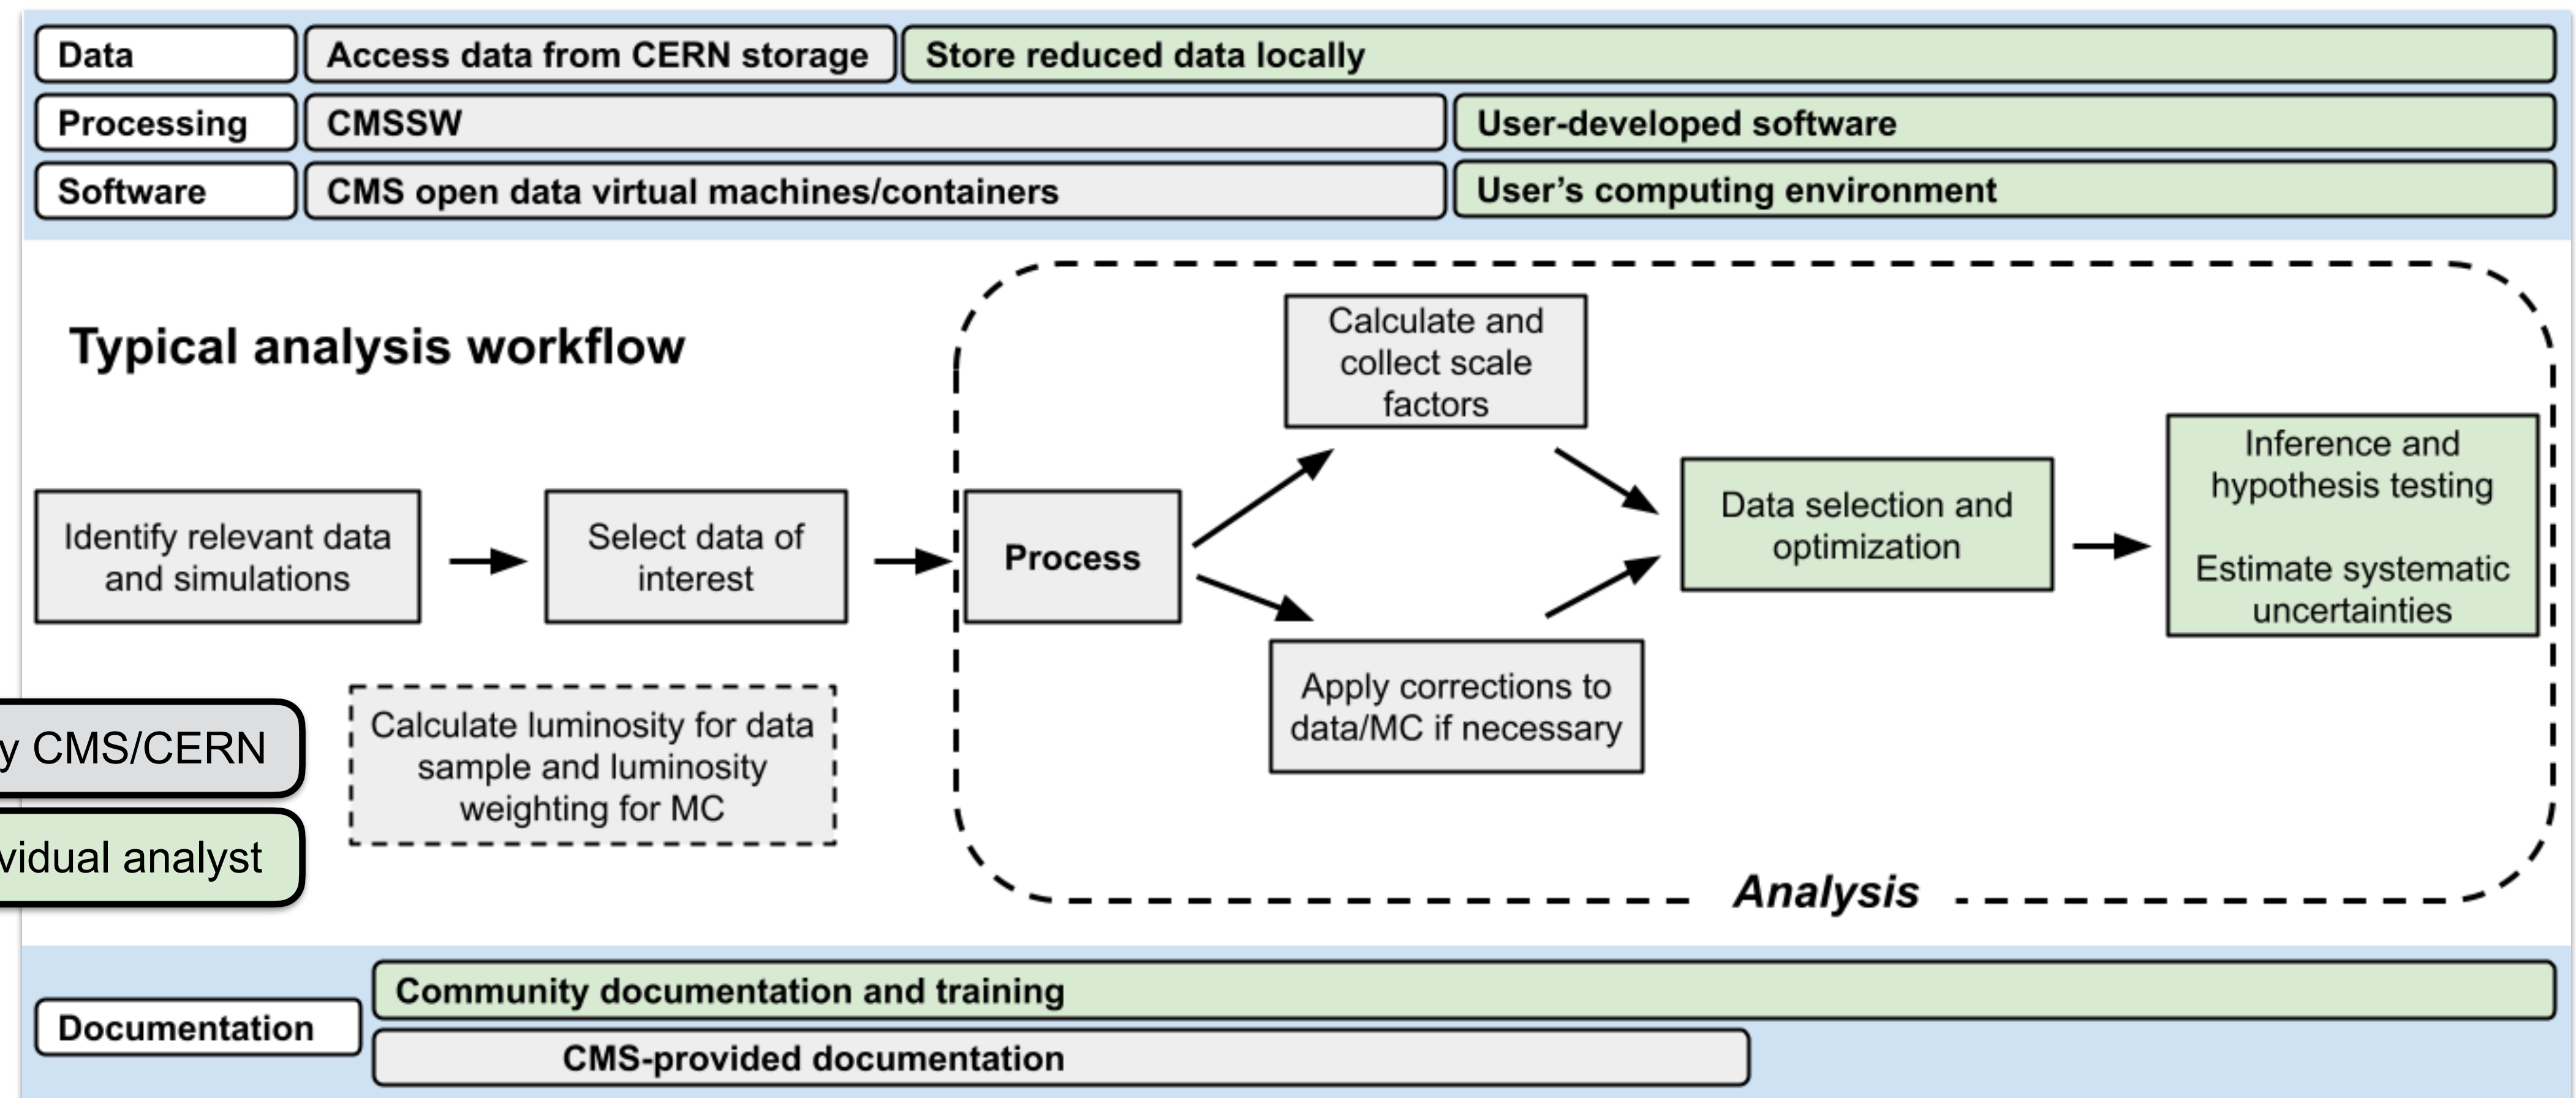 Data
Access data from CERN storage
Store reduced data locally
Processing
CMSSW
User-developed software
Software
CMS open data virtual machines/containers
User’s computing environment
Typical analysis workflow
Identify relevant data
and simulations
Select data of
interest
Process
Calculate and
collect scale
factors
Apply corrections to
data/MC if necessary
Data selection and
optimization
Inference and
hypothesis testing
Estimate systematic
uncertainties
Calculate luminosity for data
sample and luminosity
weighting for MC
y CMS/CERN
vidual analyst
Analysis
Documentation
Community documentation and training
CMS-provided documentation